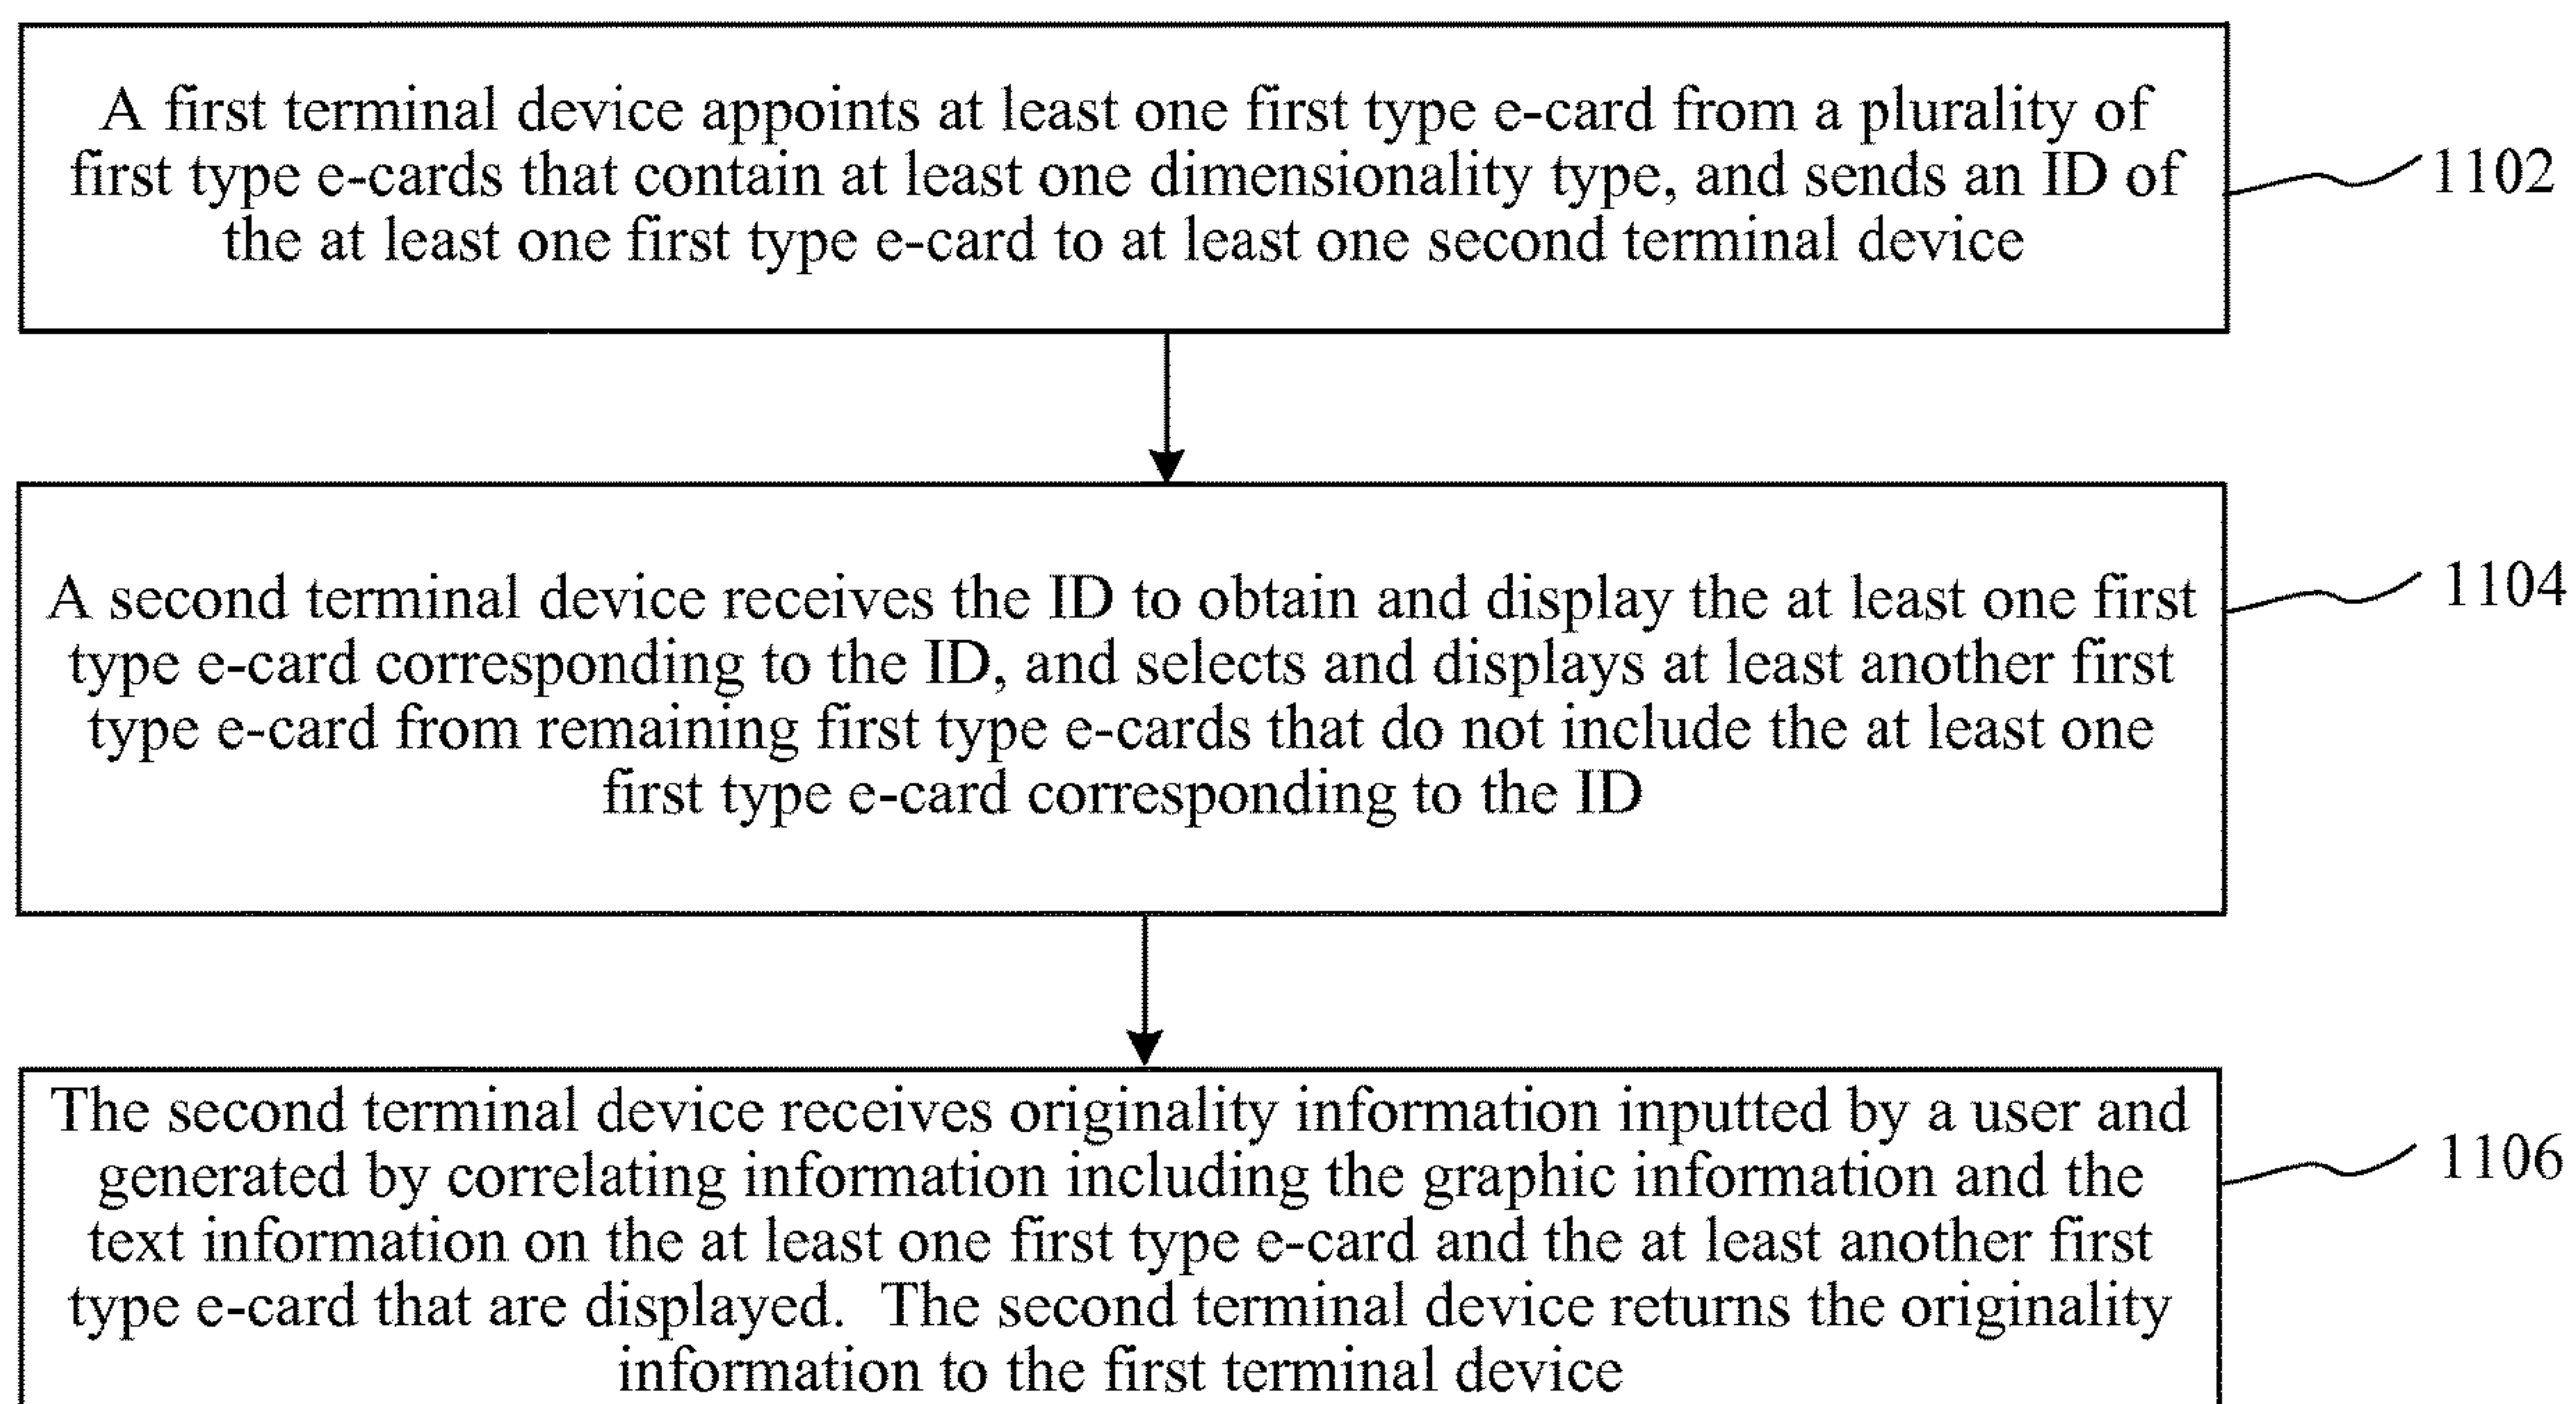 A first terminal device appoints at least one first type e-card from a plurality of
first type e-cards that contain at least one dimensionality type, and sends an ID of
the at least one first type e-card to at least one second terminal device
1102
A second terminal device receives the ID to obtain and display the at least one first
type e-card corresponding to the ID, and selects and displays at least another first
type e-card from remaining first type e-cards that do not include the at least one
first type e-card corresponding to the ID
1104
The second terminal device receives originality information inputted by a user and
generated by correlating information including the graphic information and the
text information on the at least one first type e-card and the at least another first
type e-card that are displayed.  The second terminal device returns the originality
information to the first terminal device
1106